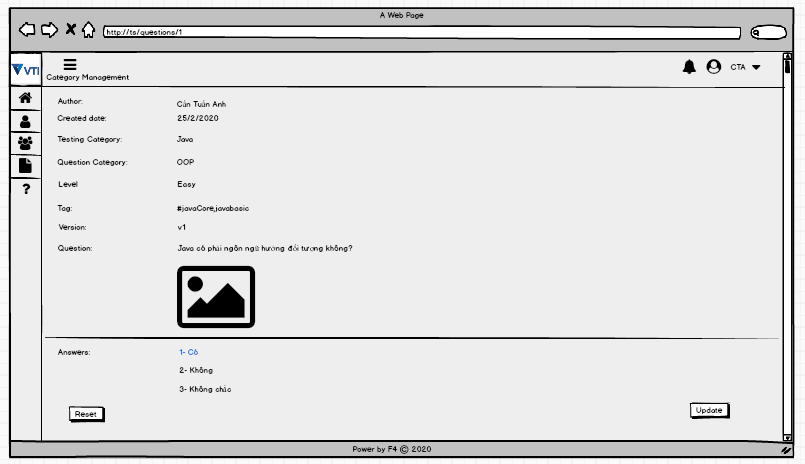 A Web Page
http://ts/questions/1
VTI
Category Management
CTA
Author: Cán Tuán Anh
Created date: 25/2/2020
Testing Category: Java
Question Category: OOP
Level Easy
Tag: #javaCore,javabasic
Version: v1
Question: Java có phải ngôn ngữ hướng đối tượng không?
?
Answers: 1- Có
2- Không
3- Không chắc
Reset
Update
Power by F4 © 2020